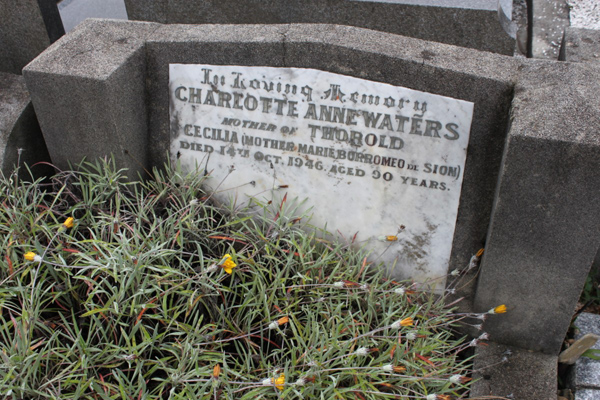 In Loving Memory
CHARLOTTE ANNE WATERS
MOTHER OF THOROLD
CECILIA (MOTHER MARIE BORROMEO DE SION)
DIED 14TH OCT. 1946. AGED 90 YEARS.